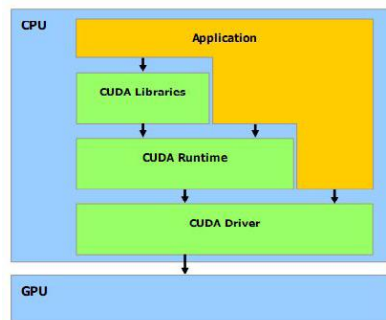 CPU
Application
CUDA Libraries
CUDA Runtime
CUDA Driver
GPU